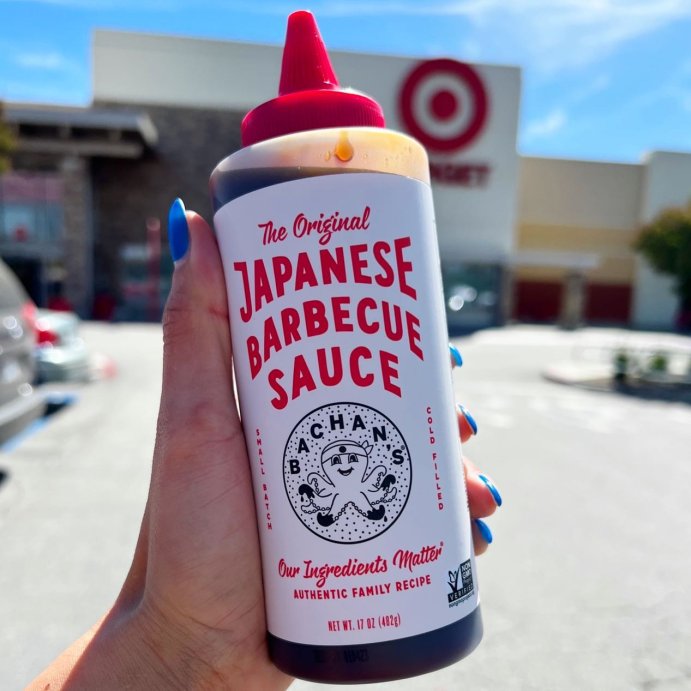 The Original
JAPANESE
BARBECUE
SAUCE
SMALL BATCH
BACHAN'S
COLD FILLED
Our Ingredients Matter®
AUTHENTIC FAMILY RECIPE
NET WT. 17 OZ (482g)
NON
GMO
VERIFIED